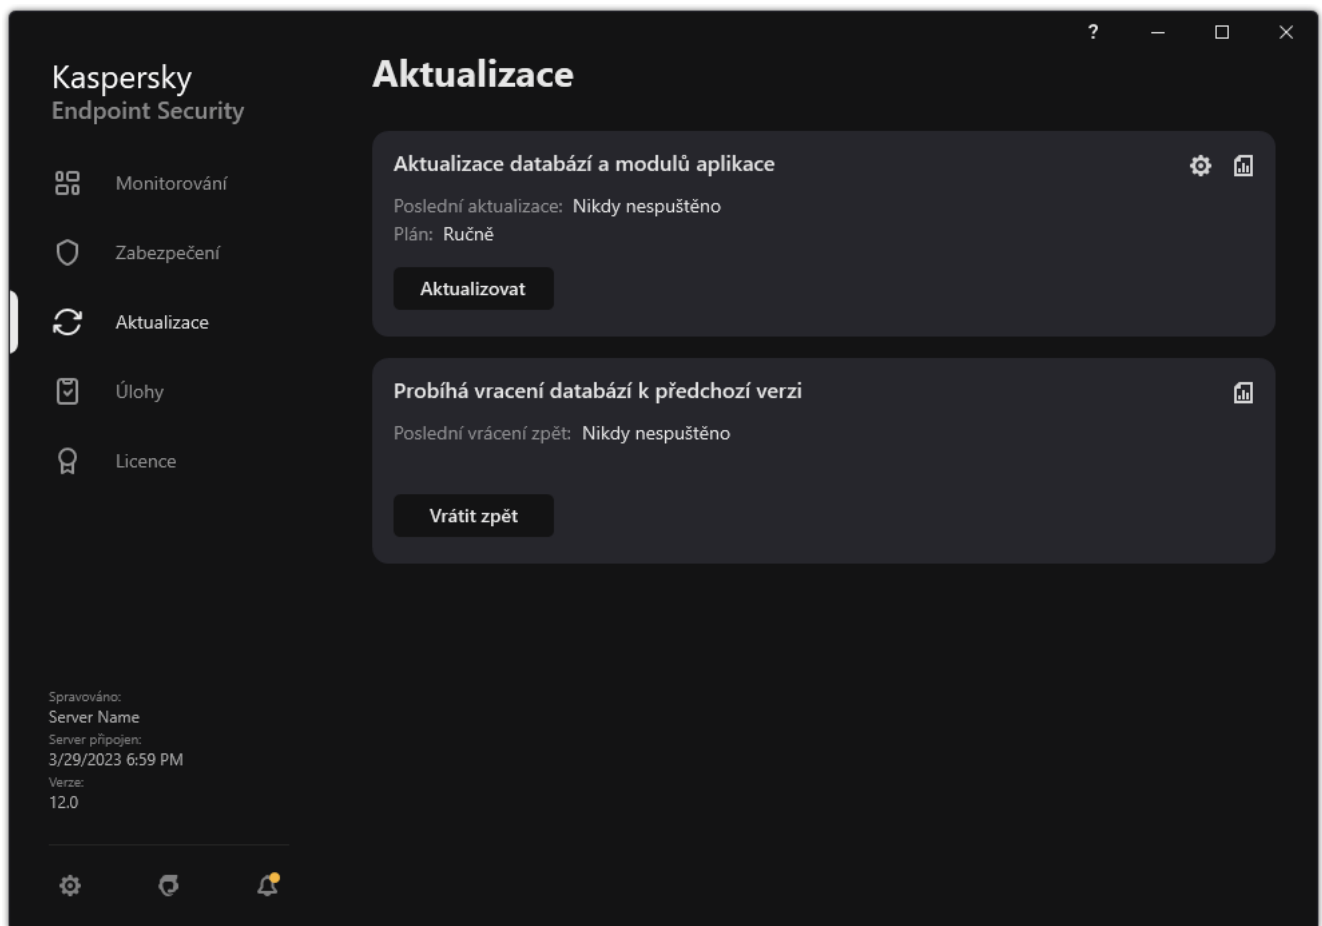 ?
Kaspersky
Endpoint Security
Monitorování
Zabezpečení
Aktualizace
Úlohy
Licence
Spravováno:
Server Name
Server připojen:
3/29/2023 6:59 PM
Verze:
12.0
Aktualizace
Aktualizace databází a modulů aplikace
Poslední aktualizace: Nikdy nespuštěno
Plán: Ručně
Aktualizovat
Probíhá vracení databází k předchozí verzi
Poslední vrácení zpět: Nikdy nespuštěno
Vrátit zpět